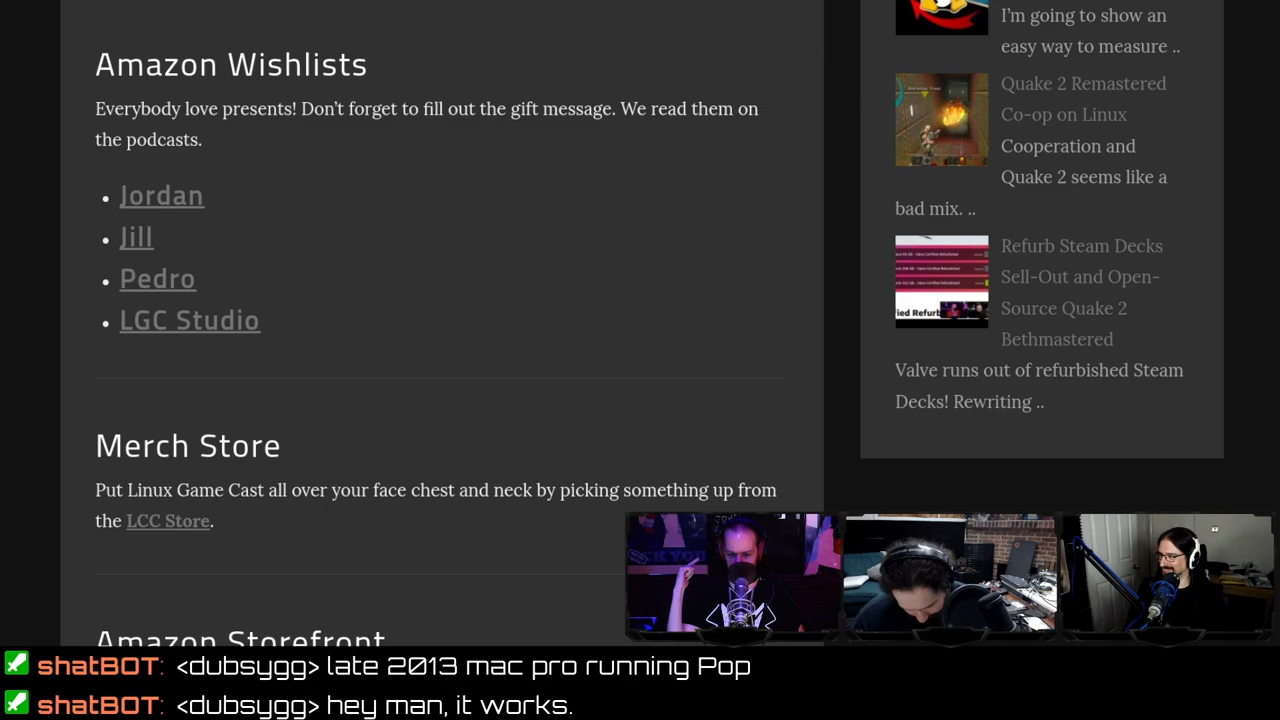 Amazon Wishlists
Everybody love presents! Don't forget to fill out the gift message. We read them on
the podcasts.
• Jordan
• Jill
• Pedro
• LGC Studio
Merch Store
Put Linux Game Cast all over your face chest and neck by picking something up from
the LCC Store.
Amazon Storefront
I'm going to show an
easy way to measure ..
Quake 2 Remastered
Co-op on Linux
Cooperation and
Quake 2 seems like a
bad mix. ..
Refurb Steam Decks
Sell-Out and Open-
Source Quake 2
Bethmastered
Valve runs out of refurbished Steam
Decks! Rewriting ..
shatBOT: <dubsygg> late 2013 mac pro running Pop
shatBOT: <dubsygg> hey man, it works.